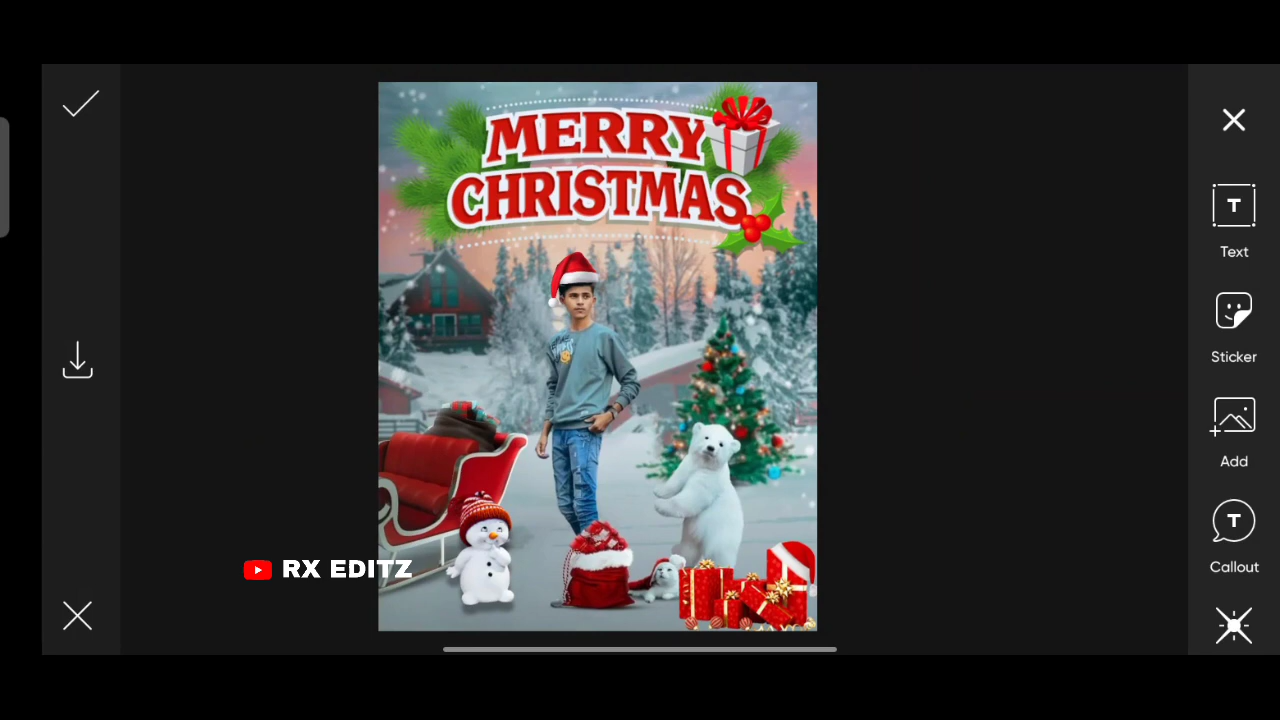 MERRY
CHRISTMAS
T
Text
Sticker
Add
T
Callout
RX EDITZ